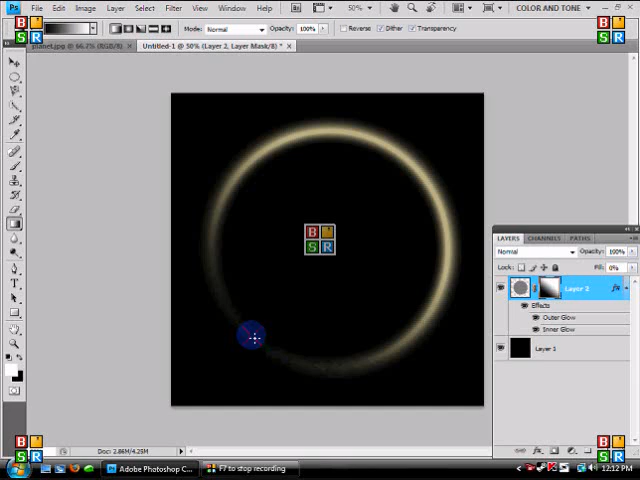 Ps File Edit Image Layer Select Filter View Window Help 50% COLOR AND TONE
Mode: Normal Opacity: 100% Reverse Dither Transparency
planet.jpg @ 66.7% (RGB/8) Untitled-1 @ 50% (Layer 2, Layer Mask/8) *
B
S R
B
S R
B
S R
LAYERS CHANNELS PATHS
Normal Opacity: 100%
Lock: Fill: 0%
Layer 2 fx
Effects
Outer Glow
Inner Glow
Layer 1
B
S R
B
S R
Doc: 2.86M/4.25M
Adobe Photoshop C... F7 to stop recording 12:12 PM